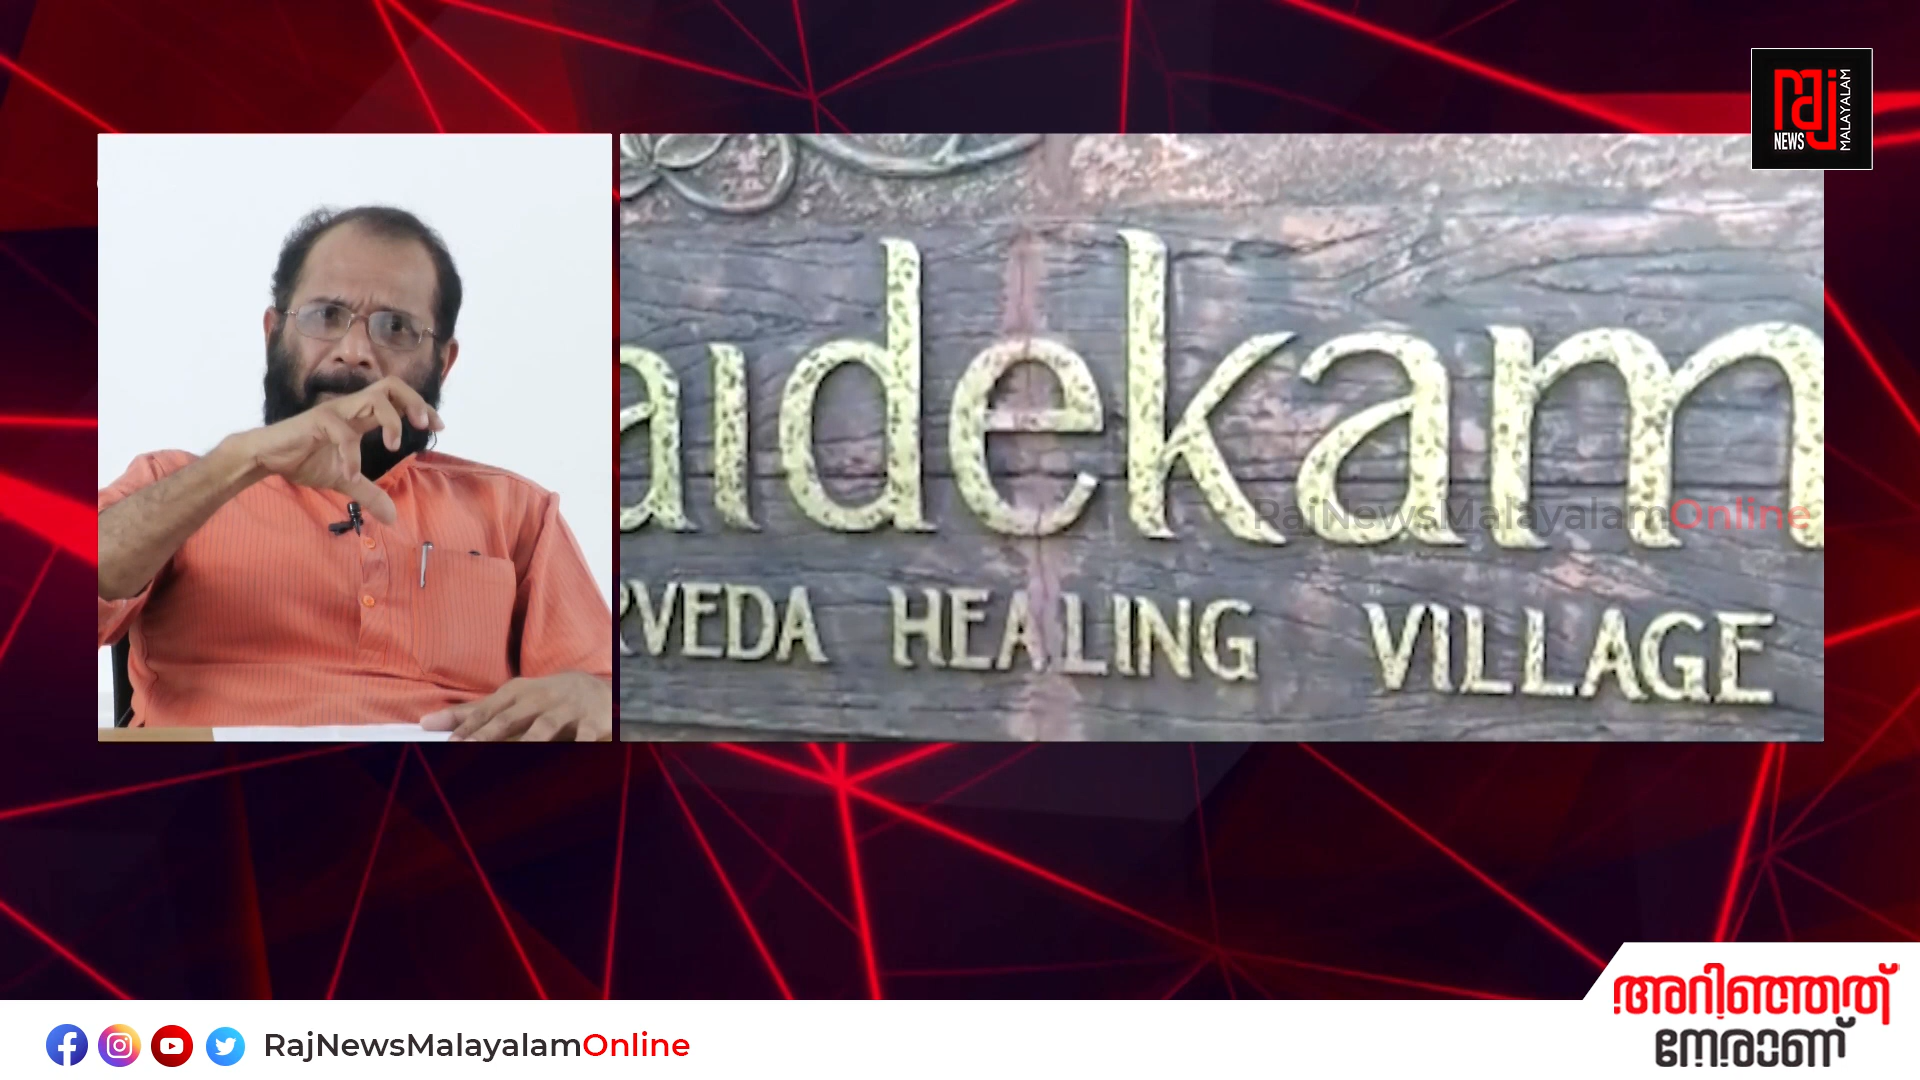 raj
NEWS
MALAYALAM
aidekam
RVEDA HEALING VILLAGE
RajNewsMalayalamOnline
അറിഞ്ഞത്
നേരാണ്
RajNewsMalayalamOnline